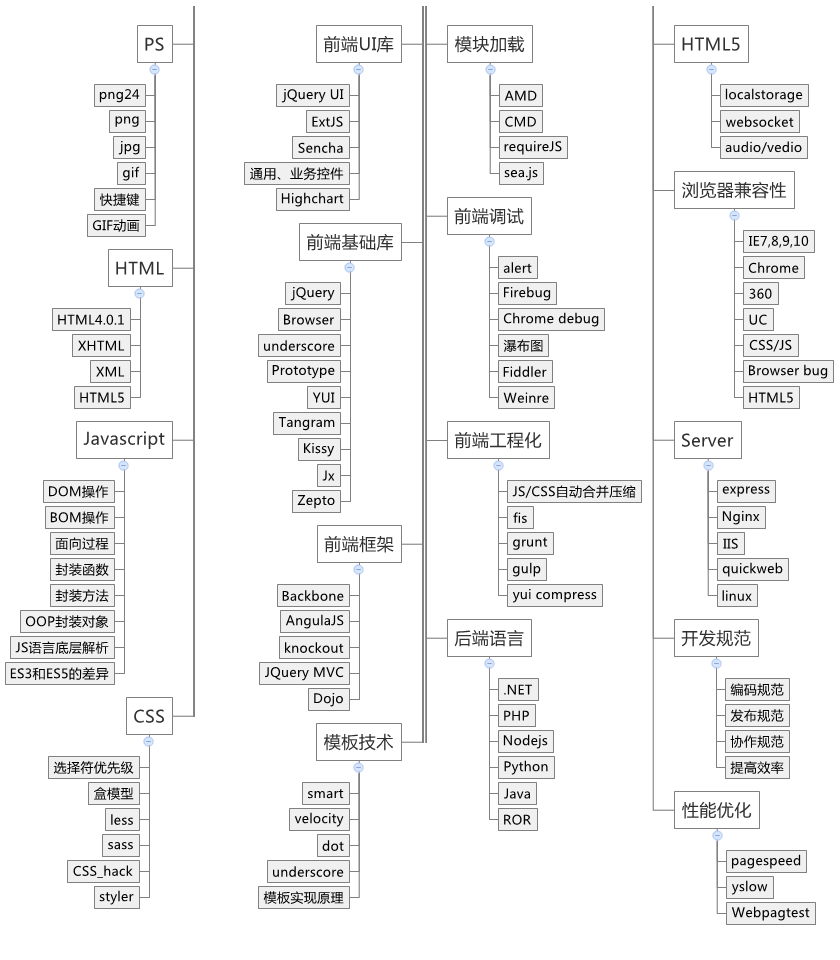 PS
png24
png
jpg
gif
快捷键
GIF动画
HTML
HTML4.0.1
XHTML
XML
HTML5
Javascript
DOM操作
BOM操作
面向过程
封装函数
封装方法
OOP封装对象
JS语言底层解析
ES3和ES5的差异
CSS
选择符优先级
盒模型
less
sass
CSS_hack
styler
前端UI库
jQuery UI
ExtJS
Sencha
通用、业务控件
Highchart
前端基础库
jQuery
Browser
underscore
Prototype
YUI
Tangram
Kissy
Jx
Zepto
前端框架
Backbone
AngulaJS
knockout
JQuery MVC
Dojo
模板技术
smart
velocity
dot
underscore
模板实现原理
模块加载
AMD
CMD
requireJS
sea.js
前端调试
alert
Firebug
Chrome debug
瀑布图
Fiddler
Weinre
前端工程化
JS/CSS自动合并压缩
fis
grunt
gulp
yui compress
后端语言
.NET
PHP
Nodejs
Python
Java
ROR
HTML5
localstorage
websocket
audio/vedio
浏览器兼容性
IE7,8,9,10
Chrome
360
UC
CSS/JS
Browser bug
HTML5
Server
express
Nginx
IIS
quickweb
linux
开发规范
编码规范
发布规范
协作规范
提高效率
性能优化
pagespeed
yslow
Webpagtest